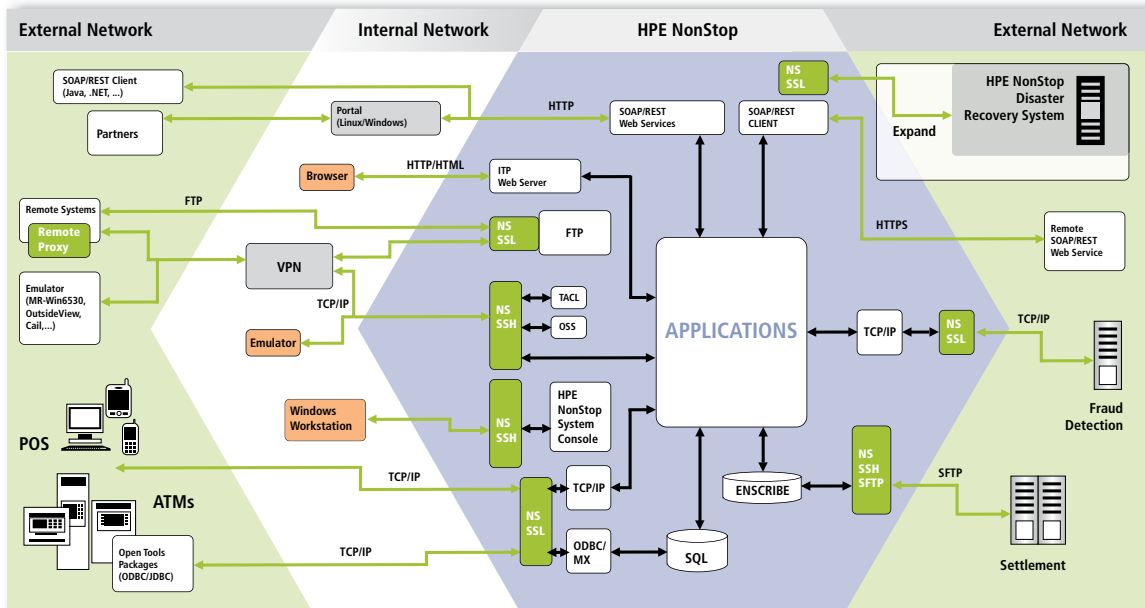 External Network
Internal Network
HPE NonStop
External Network
SOAP/REST Client
(Java, .NET, ...)
Partners
Portal
(Linux/Windows)
HTTP
SOAP/REST
Web Services
SOAP/REST
CLIENT
NS
SSL
Expand
HPE NonStop
Disaster
Recovery System
Browser
HTTP/HTML
ITP
Web Server
Remote Systems
Remote
Proxy
FTP
NS
SSL
FTP
HTTPS
Remote
SOAP/REST
Web Service
VPN
Emulator
(MR-Win6530,
OutsideView,
Cail,...)
TCP/IP
Emulator
NS
SSH
TACL
OSS
APPLICATIONS
TCP/IP
NS
SSL
TCP/IP
Fraud
Detection
Windows
Workstation
NS
SSH
HPE
NonStop
System
Console
POS
ATMs
TCP/IP
NS
SSL
TCP/IP
ENSCRIBE
NS
SSH
SFTP
SFTP
Settlement
Open Tools
Packages
(ODBC/JDBC)
TCP/IP
ODBC/
MX
SQL